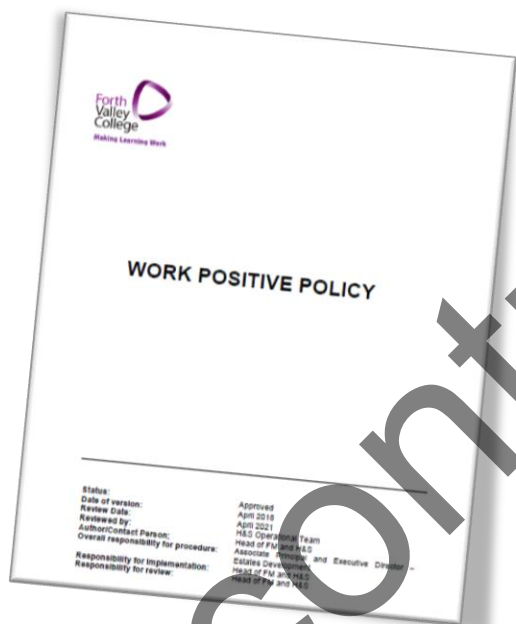 Forth
Valley
College
Making Learning Work
WORK POSITIVE POLICY
Status: Approved
Date of version: April 2018
Review Date: April 2021
Reviewed by: H&S Operational Team
Author/Contact Person: Head of FM and H&S
Overall responsibility for procedure: Associate Principal and Executive Director –
Estates Development
Responsibility for implementation: Head of FM and H&S
Responsibility for review: Head of FM and H&S
cont